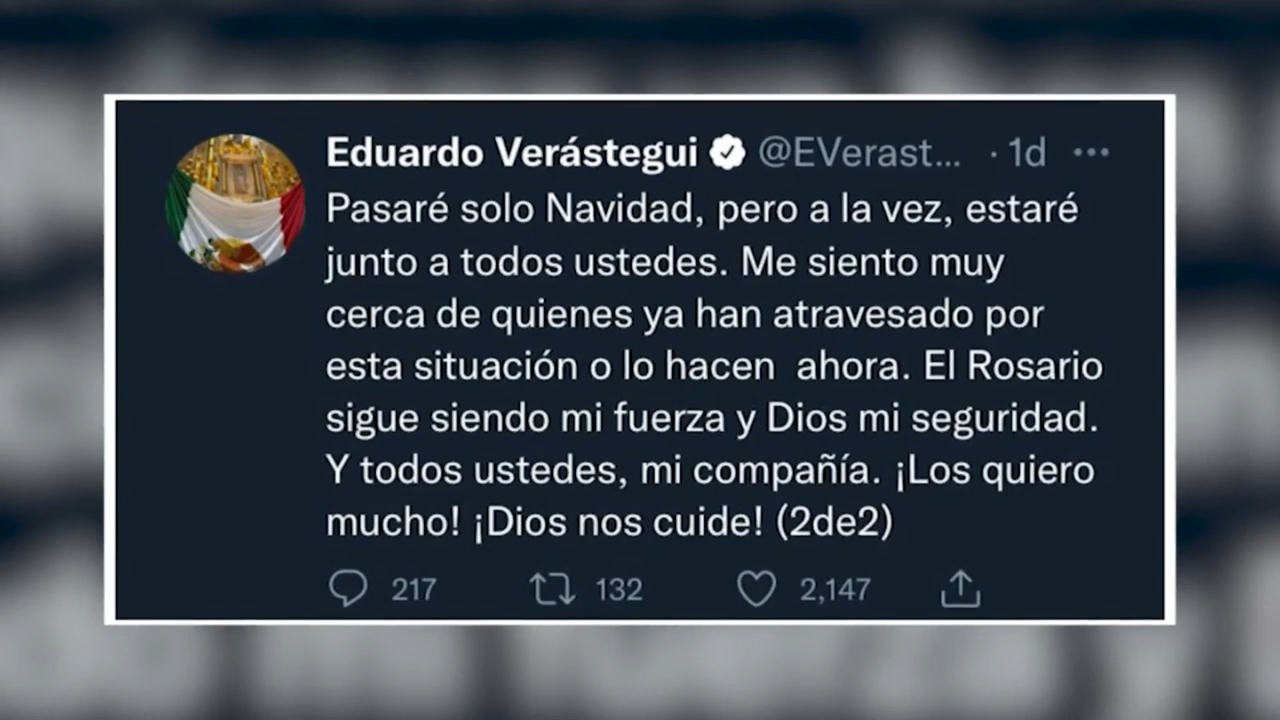 Eduardo Verástegui @EVerast... · 1d
Pasaré solo Navidad, pero a la vez, estaré
junto a todos ustedes. Me siento muy
cerca de quienes ya han atravesado por
esta situación o lo hacen  ahora. El Rosario
sigue siendo mi fuerza y Dios mi seguridad.
Y todos ustedes, mi compañía. ¡Los quiero
mucho! ¡Dios nos cuide! (2de2)
217 132 2,147